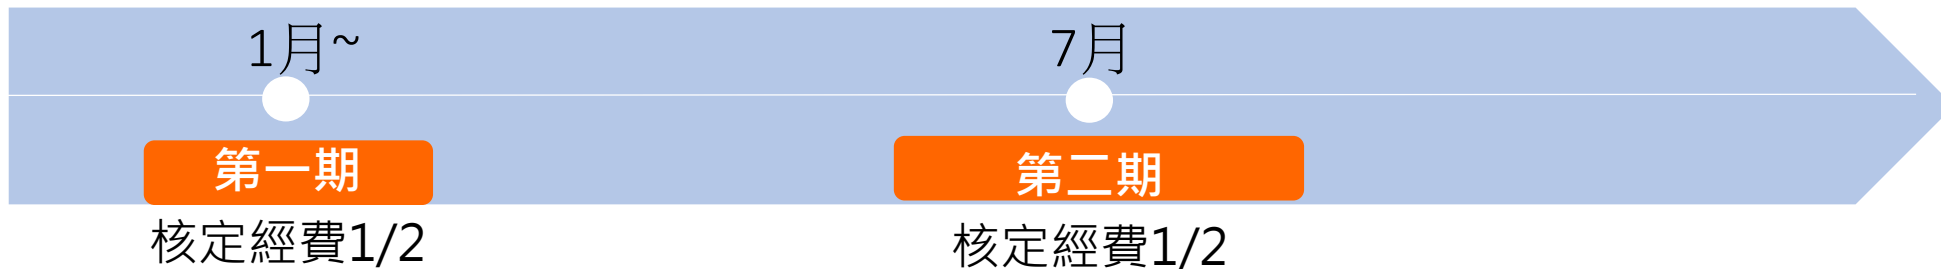 1月~
7月
第一期
第二期
核定經費1/2
核定經費1/2